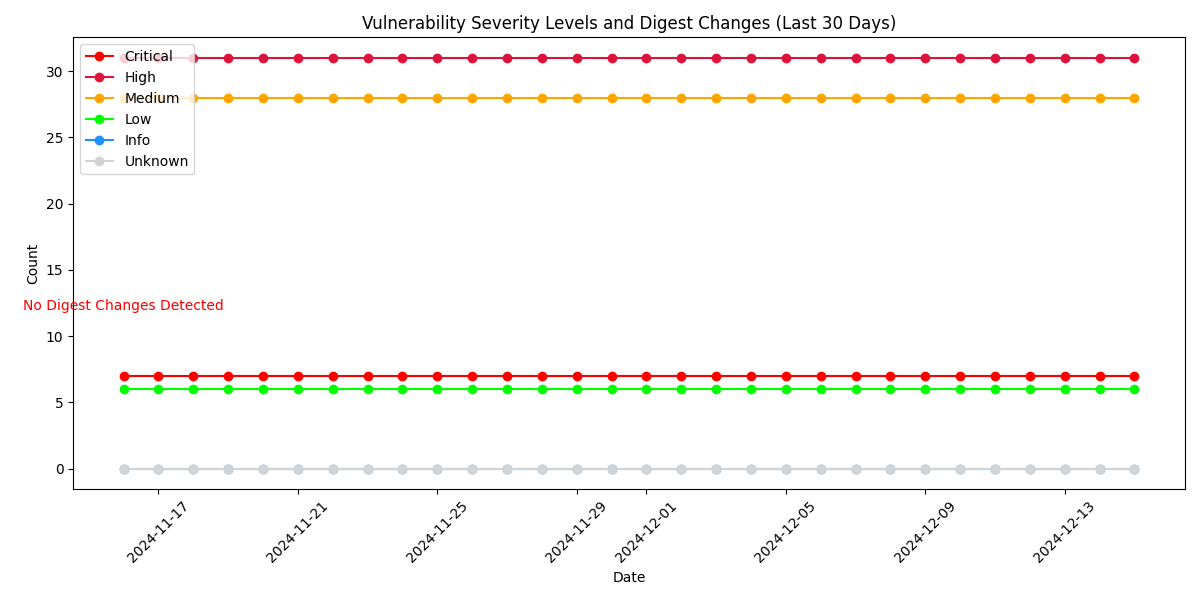 Vulnerability Severity Levels and Digest Changes (Last 30 Days)
Critical
High
Medium
Low
Info
Unknown
30
25
20
15
10
5
0
Count
No Digest Changes Detected
2024-11-17
2024-11-21
2024-11-25
2024-11-29
2024-12-01
2024-12-05
2024-12-09
2024-12-13
Date